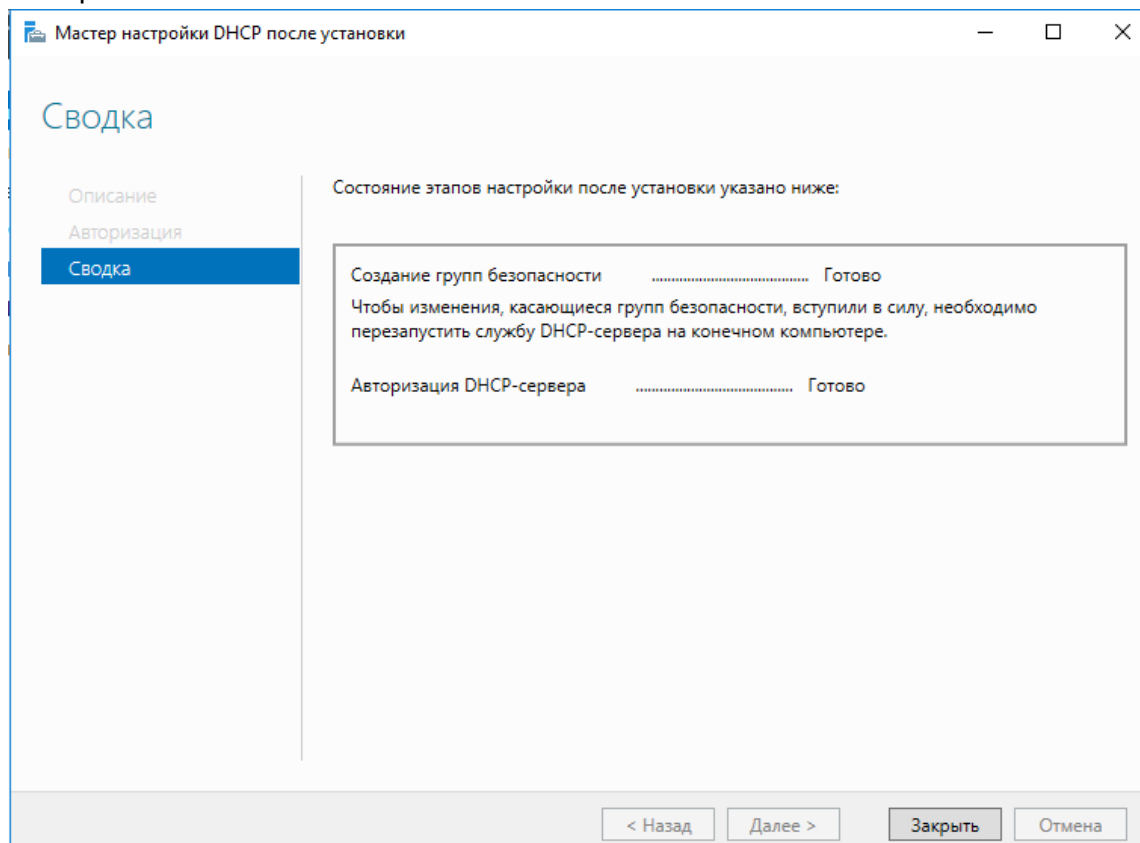 Мастер настройки DHCP после установки
Сводка
Описание
Авторизация
Сводка
Состояние этапов настройки после установки указано ниже:
Создание групп безопасности ........................................ Готово
Чтобы изменения, касающиеся групп безопасности, вступили в силу, необходимо
перезапустить службу DHCP-сервера на конечном компьютере.
Авторизация DHCP-сервера ........................................ Готово
< Назад
Далее >
Закрыть
Отмена